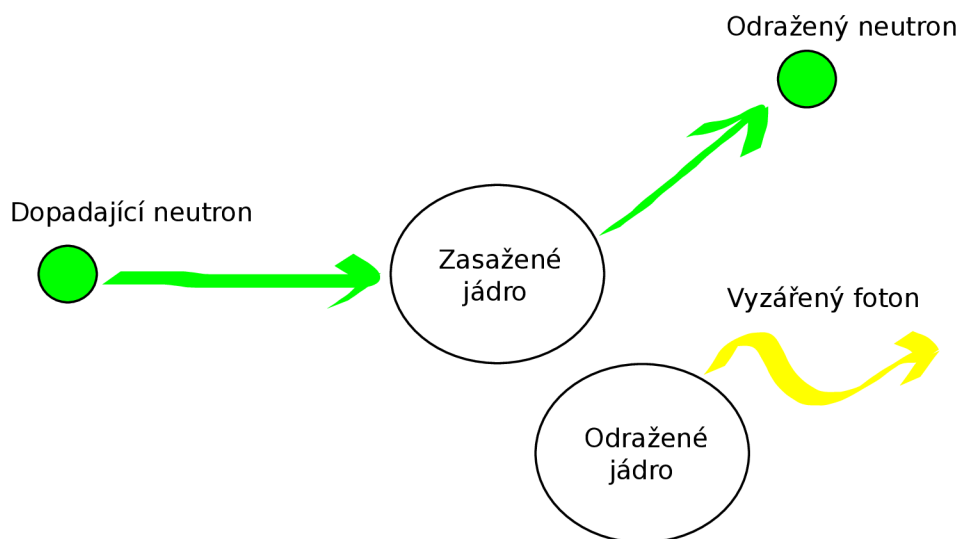 Odražený neutron
Dopadající neutron
Zasažené
jádro
Vyzářený foton
Odražené
jádro